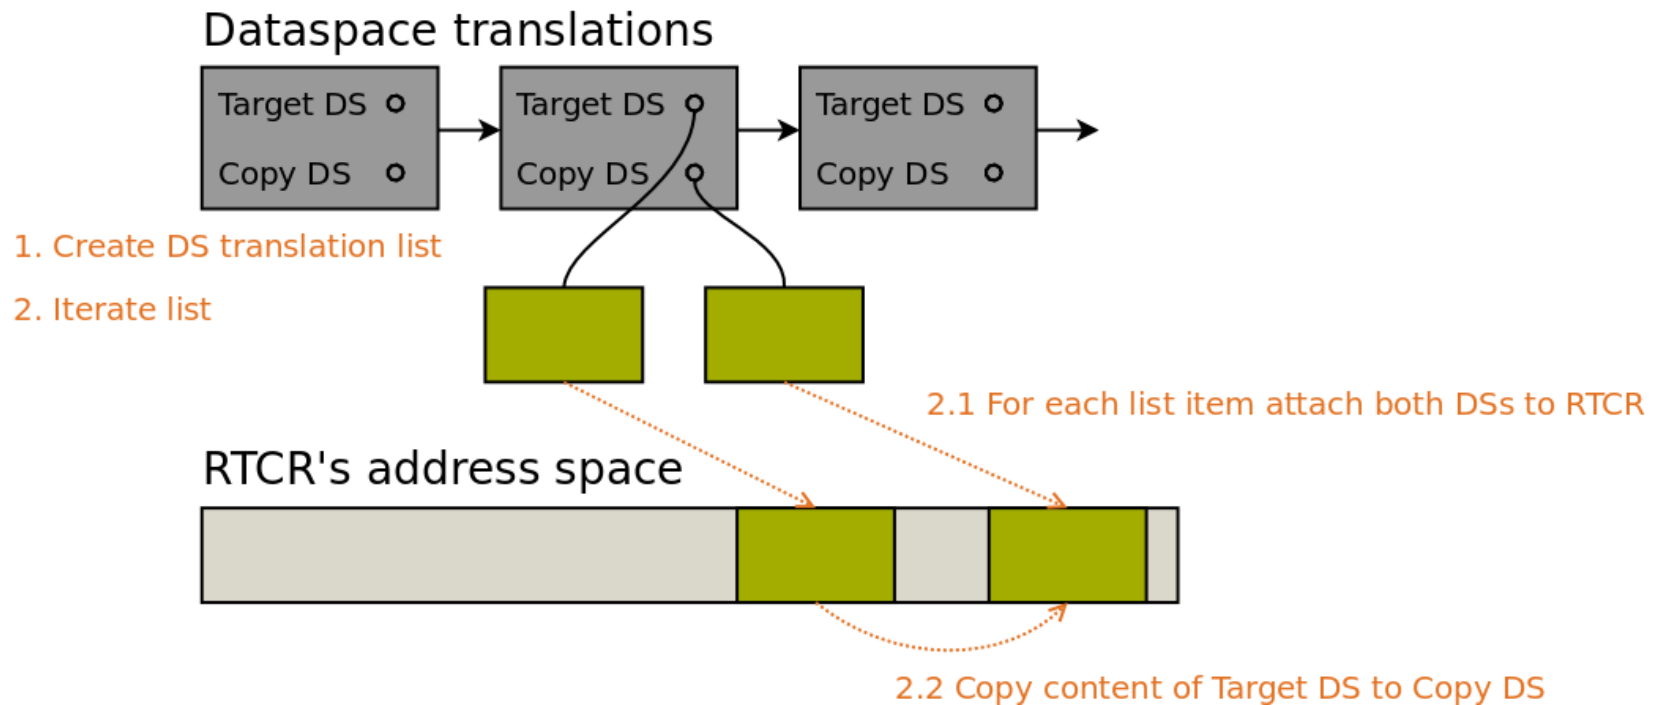 Dataspace translations
Target DS
Target DS
Target DS
Copy DS
Copy DS
Copy DS
1. Create DS translation list
2. Iterate list
2.1 For each list item attach both DSs to RTCR
RTCR's address space
2.2 Copy content of Target DS to Copy DS